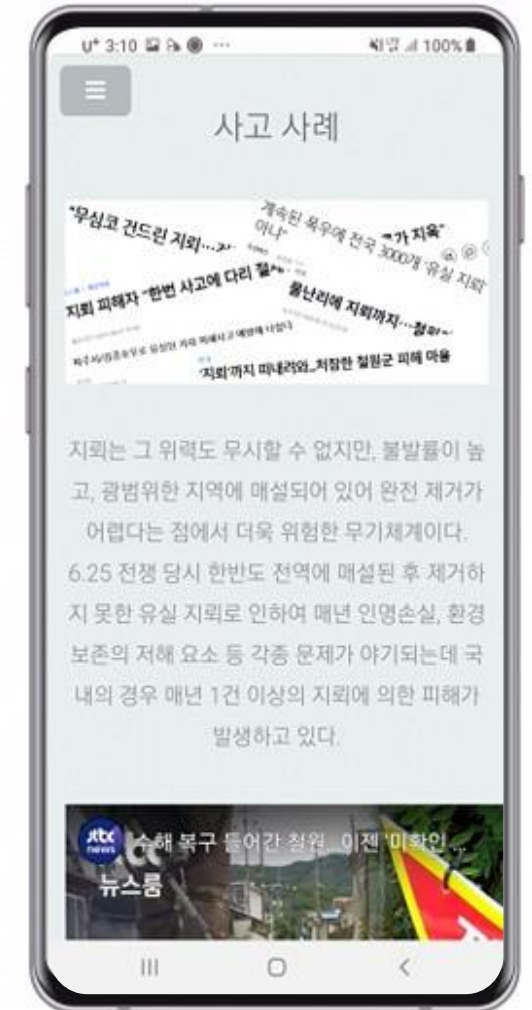 U+ 3:10 ... 100%
사고 사례
"무심코 건드린 지뢰…
계속된 폭우에 전국 3000개 '유실 지뢰'
아냐"
가 지옥"
지뢰 피해자 "한번 사고에 다리
물난리에 지뢰까지…
'지뢰'까지 떠내려와…처참한 철원군 피해 마을
지뢰는 그 위력도 무시할 수 없지만, 불발률이 높
고, 광범위한 지역에 매설되어 있어 완전 제거가
어렵다는 점에서 더욱 위험한 무기체계이다.
6.25 전쟁 당시 한반도 전역에 매설된 후 제거하
지 못한 유실 지뢰로 인하여 매년 인명손실, 환경
보존의 저해 요소 등 각종 문제가 야기되는데 국
내의 경우 매년 1건 이상의 지뢰에 의한 피해가
발생하고 있다.
jtbc news
수해 복구 들어간 철원…이젠 '미확인 ...
뉴스룸